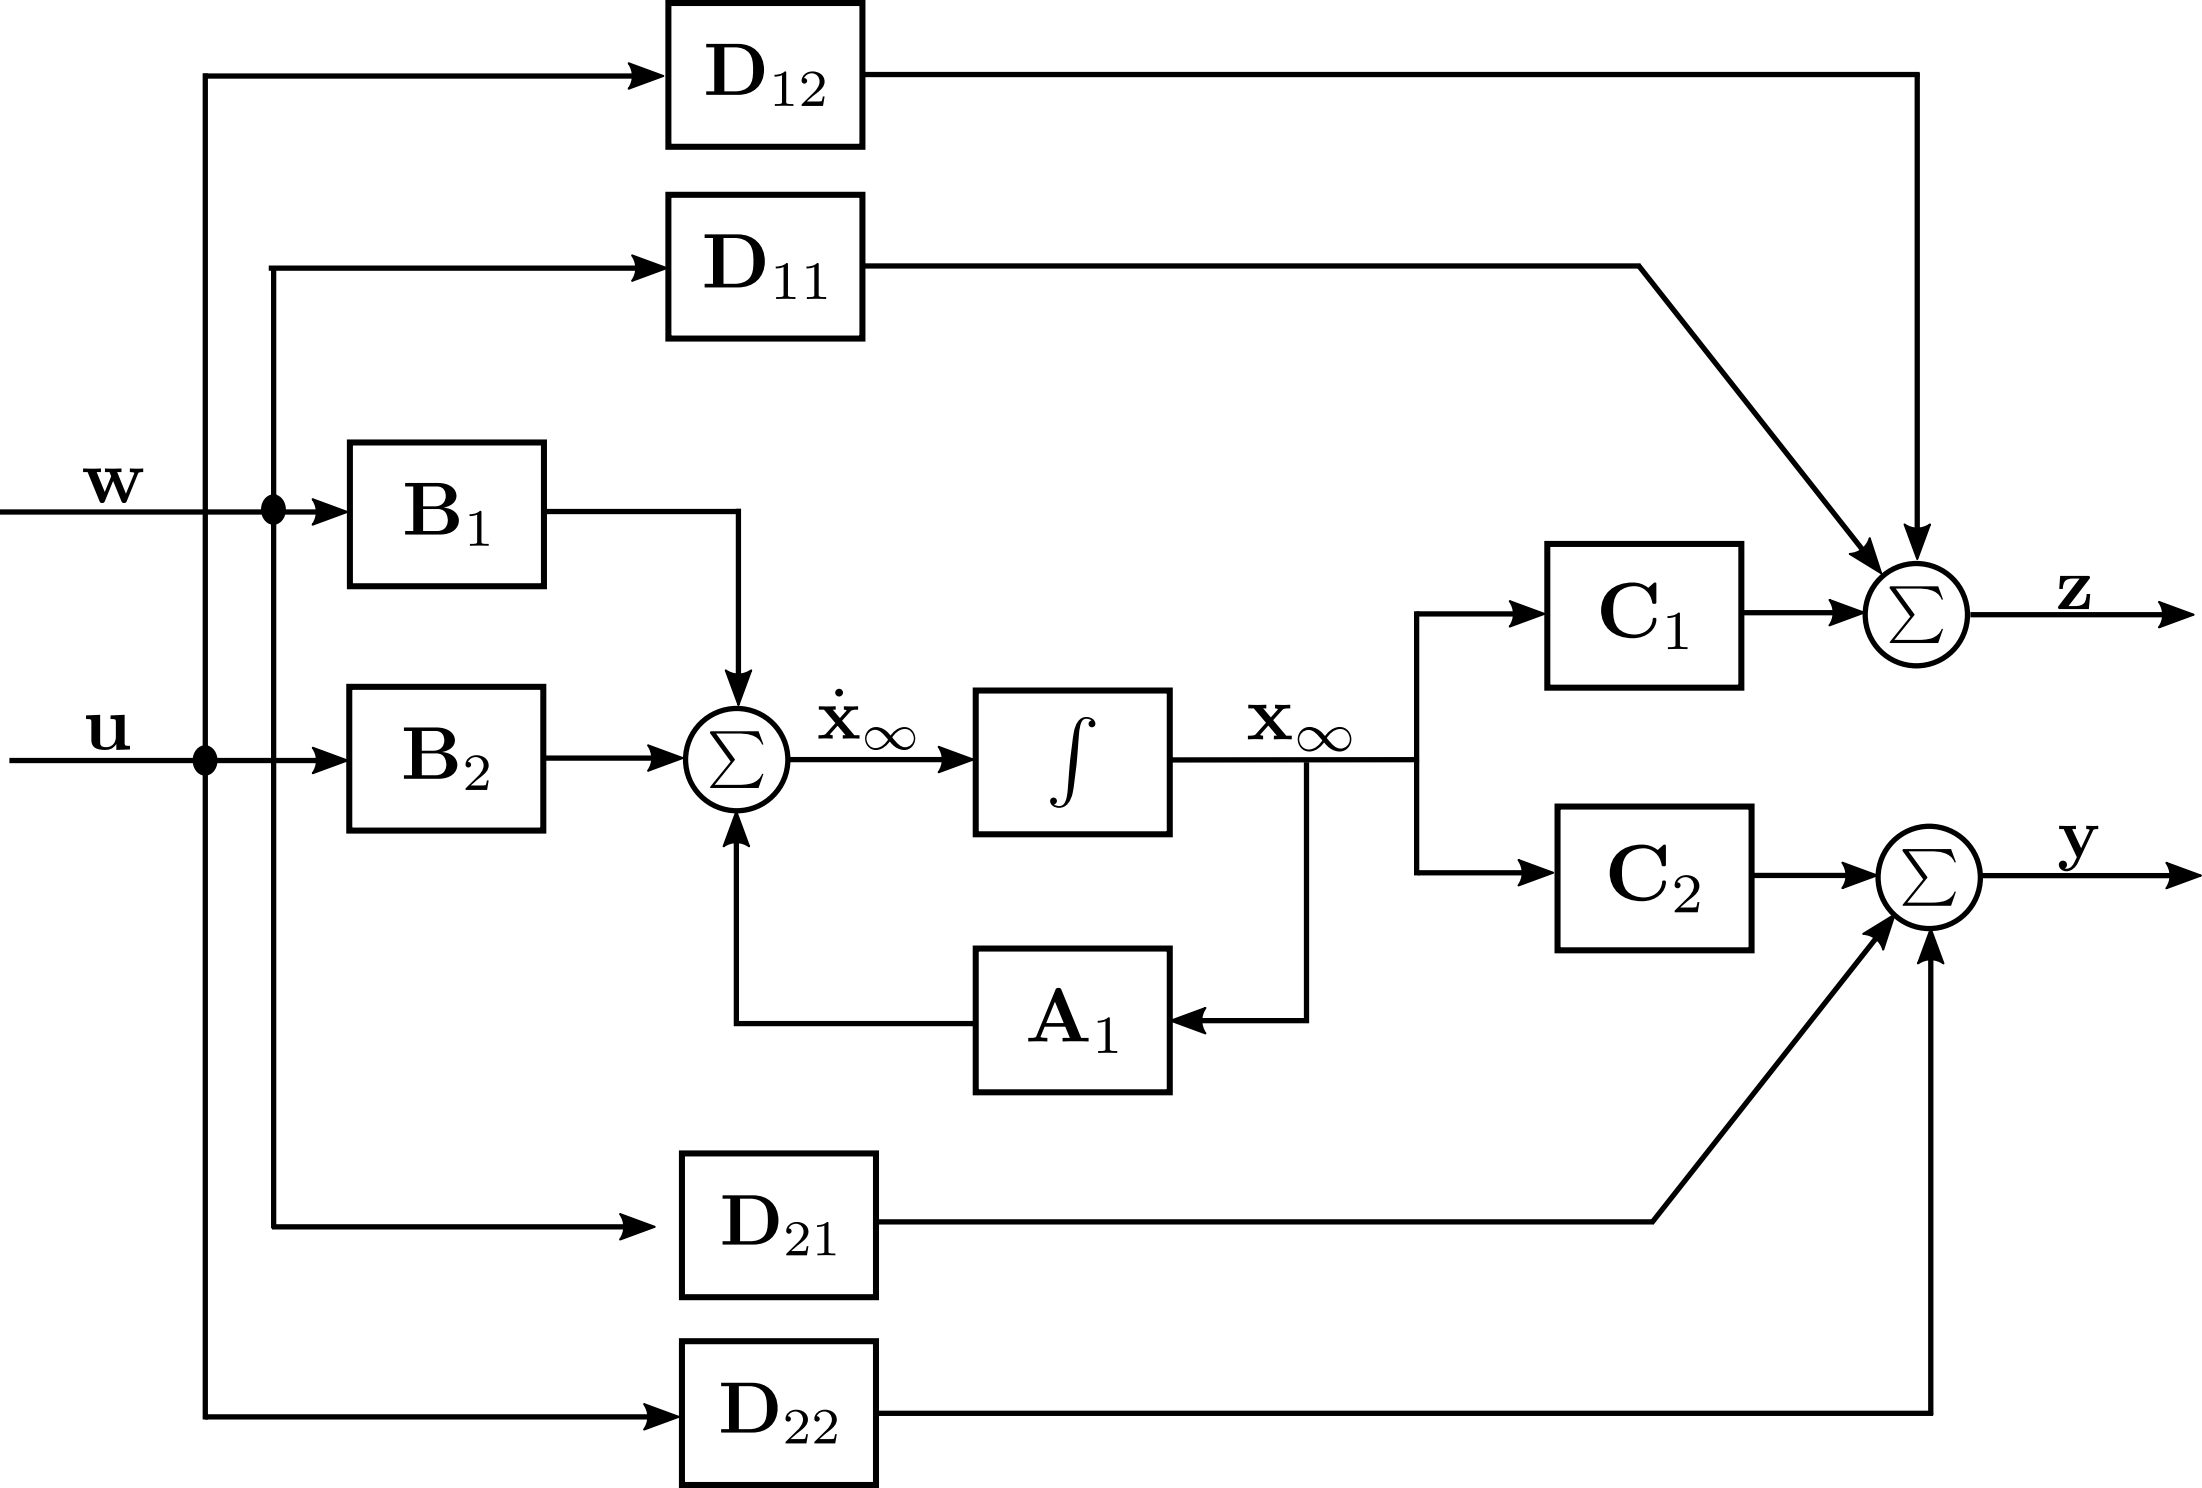 D₁₂
D₁₁
w
B₁
C₁
∑
z
u
B₂
∑
ẋ∞
∫
x∞
C₂
∑
y
A₁
D₂₁
D₂₂